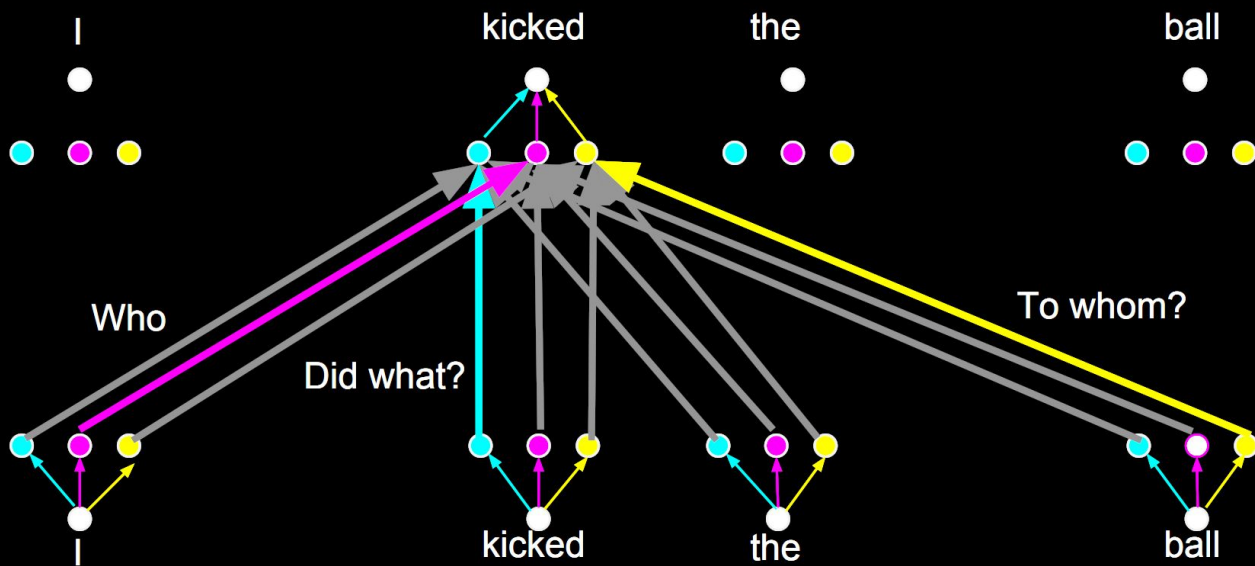 I kicked the ball
Who
To whom?
Did what?
I kicked the ball